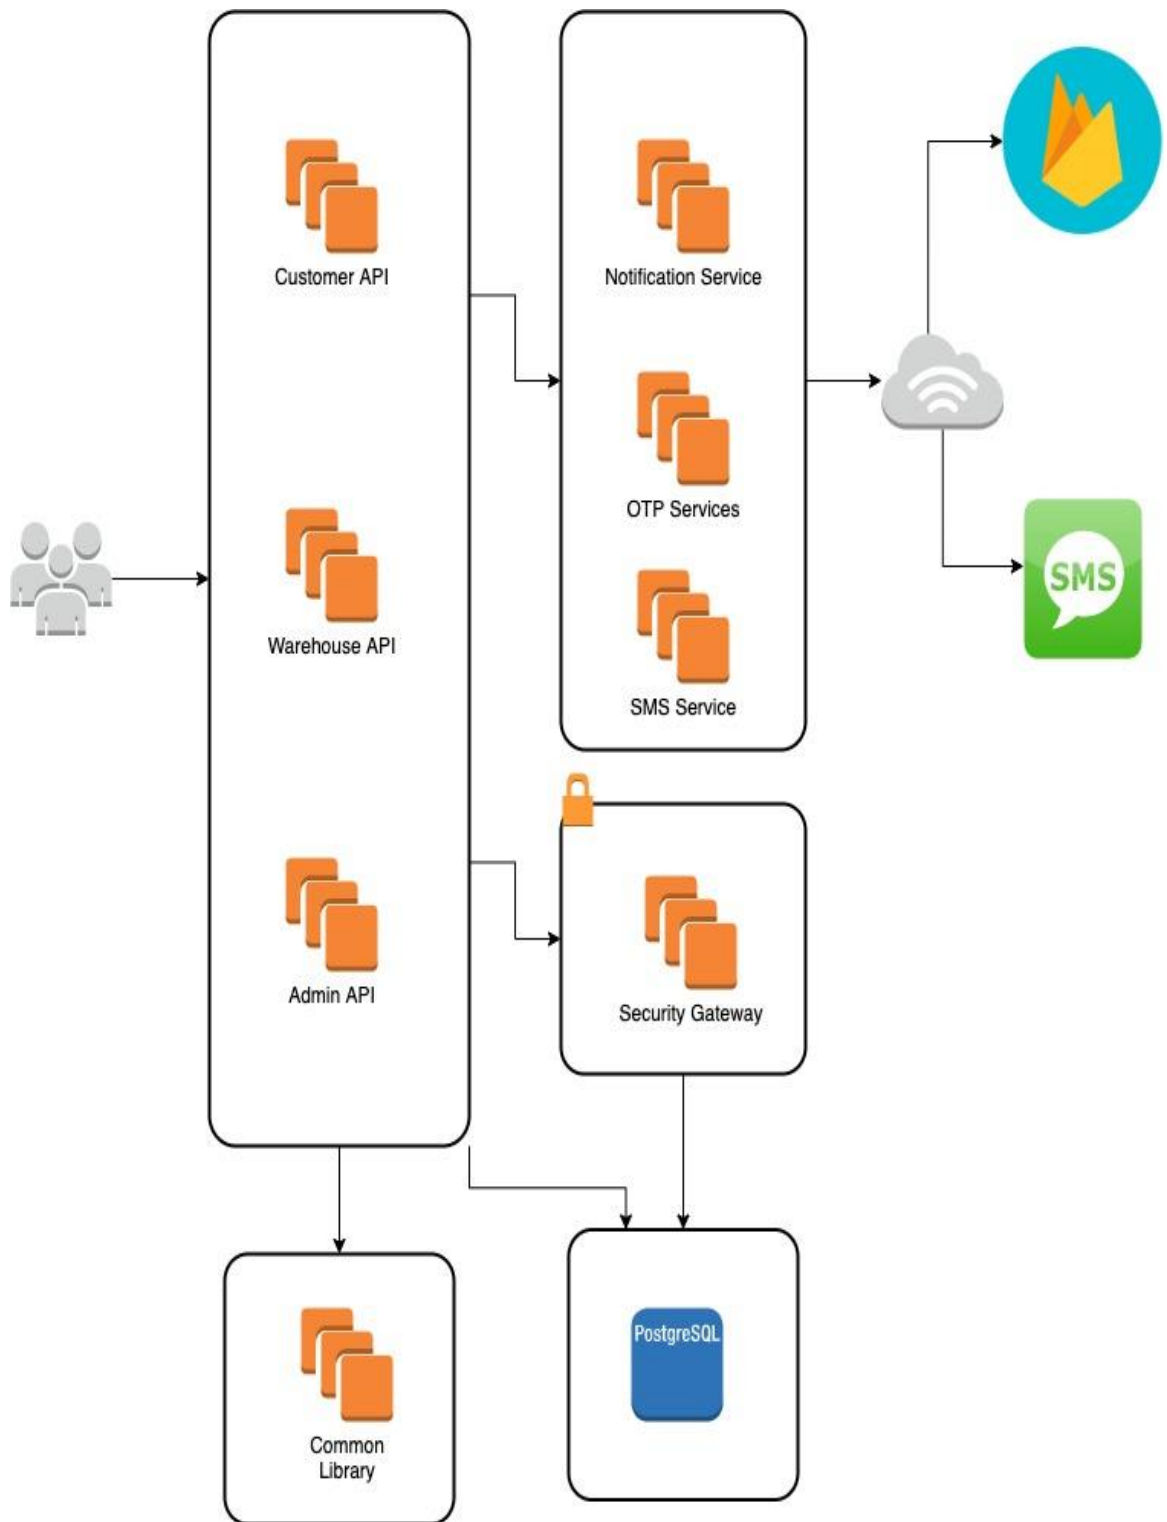 Customer API
Notification Service
OTP Services
SMS
Warehouse API
SMS Service
Admin API
Security Gateway
PostgreSQL
Common
Library